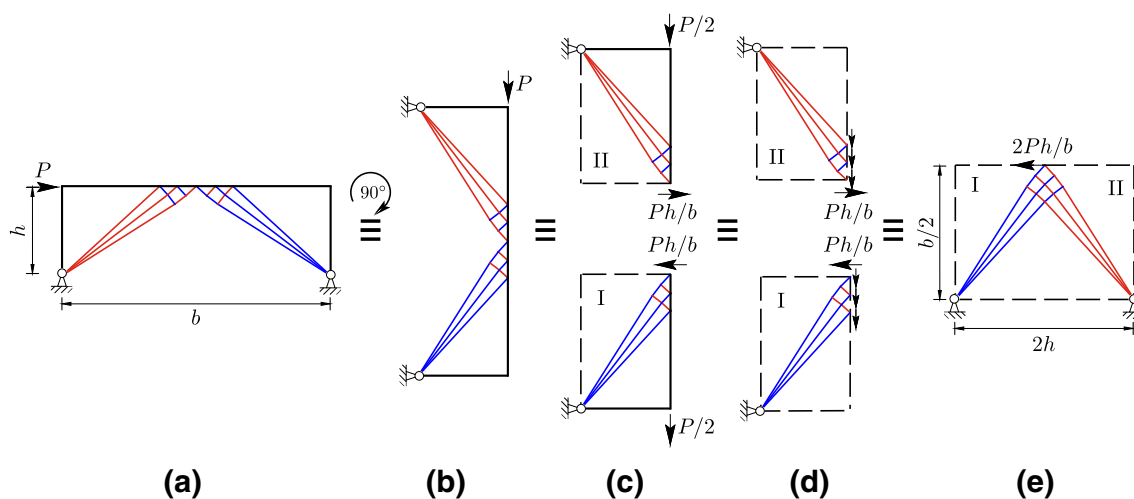 P
h
b
90°
≡
P
≡
P/2
II
Ph/b
Ph/b
I
P/2
≡
II
Ph/b
Ph/b
I
≡
2Ph/b
I
II
b/2
2h
(a)
(b)
(c)
(d)
(e)